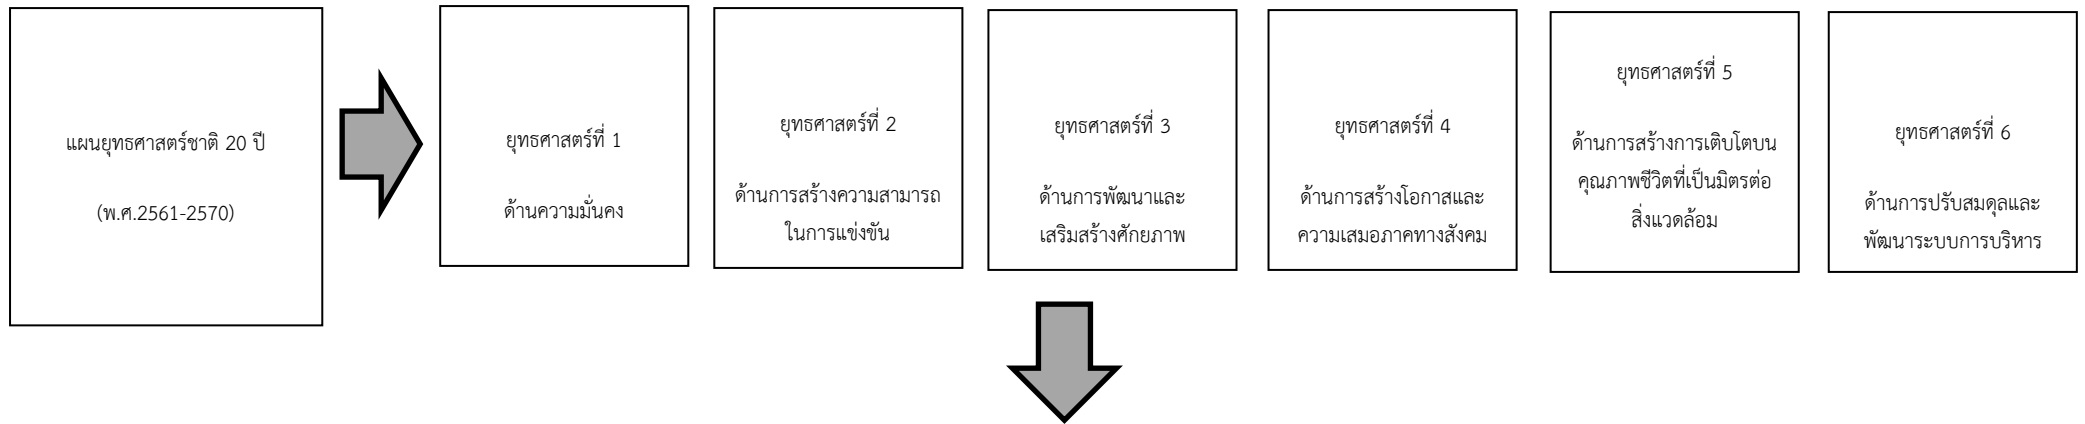 แผนยุทธศาสตร์ชาติ 20 ปี
(พ.ศ.2561-2570)
ยุทธศาสตร์ที่ 1
ด้านความมั่นคง
ยุทธศาสตร์ที่ 2
ด้านการสร้างความสามารถ
ในการแข่งขัน
ยุทธศาสตร์ที่ 3
ด้านการพัฒนาและ
เสริมสร้างศักยภาพ
ยุทธศาสตร์ที่ 4
ด้านการสร้างโอกาสและ
ความเสมอภาคทางสังคม
ยุทธศาสตร์ที่ 5
ด้านการสร้างการเติบโตบน
คุณภาพชีวิตที่เป็นมิตรต่อ
สิ่งแวดล้อม
ยุทธศาสตร์ที่ 6
ด้านการปรับสมดุลและ
พัฒนาระบบการบริหาร